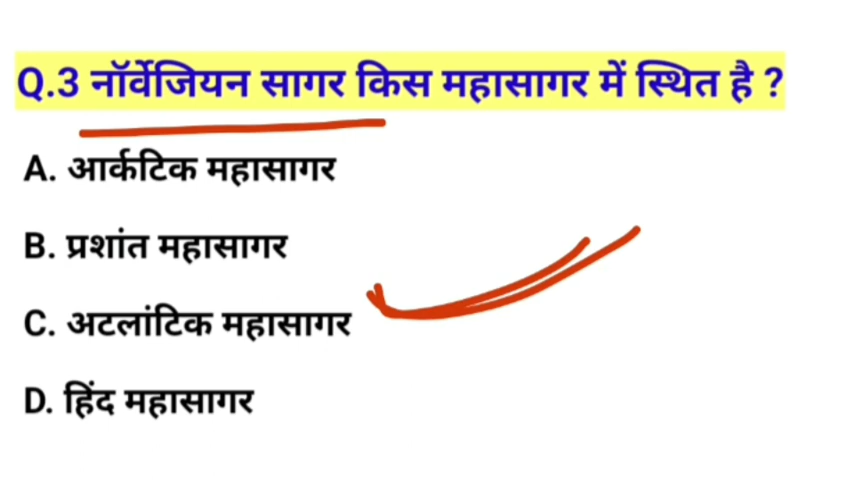 Q.3 नॉर्वेजियन सागर किस महासागर में स्थित है ?
A. आर्कटिक महासागर
B. प्रशांत महासागर
C. अटलांटिक महासागर
D. हिंद महासागर